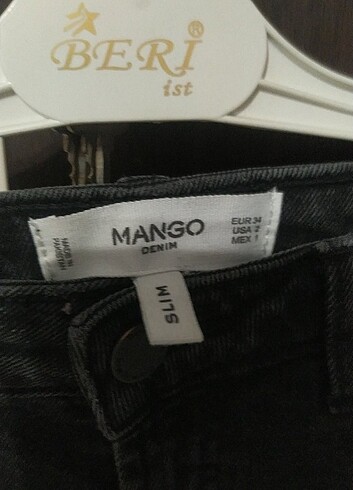 BERİ®
ist
MANGO
DENIM
EUR 34
USA 2
MEX 1
SLIM